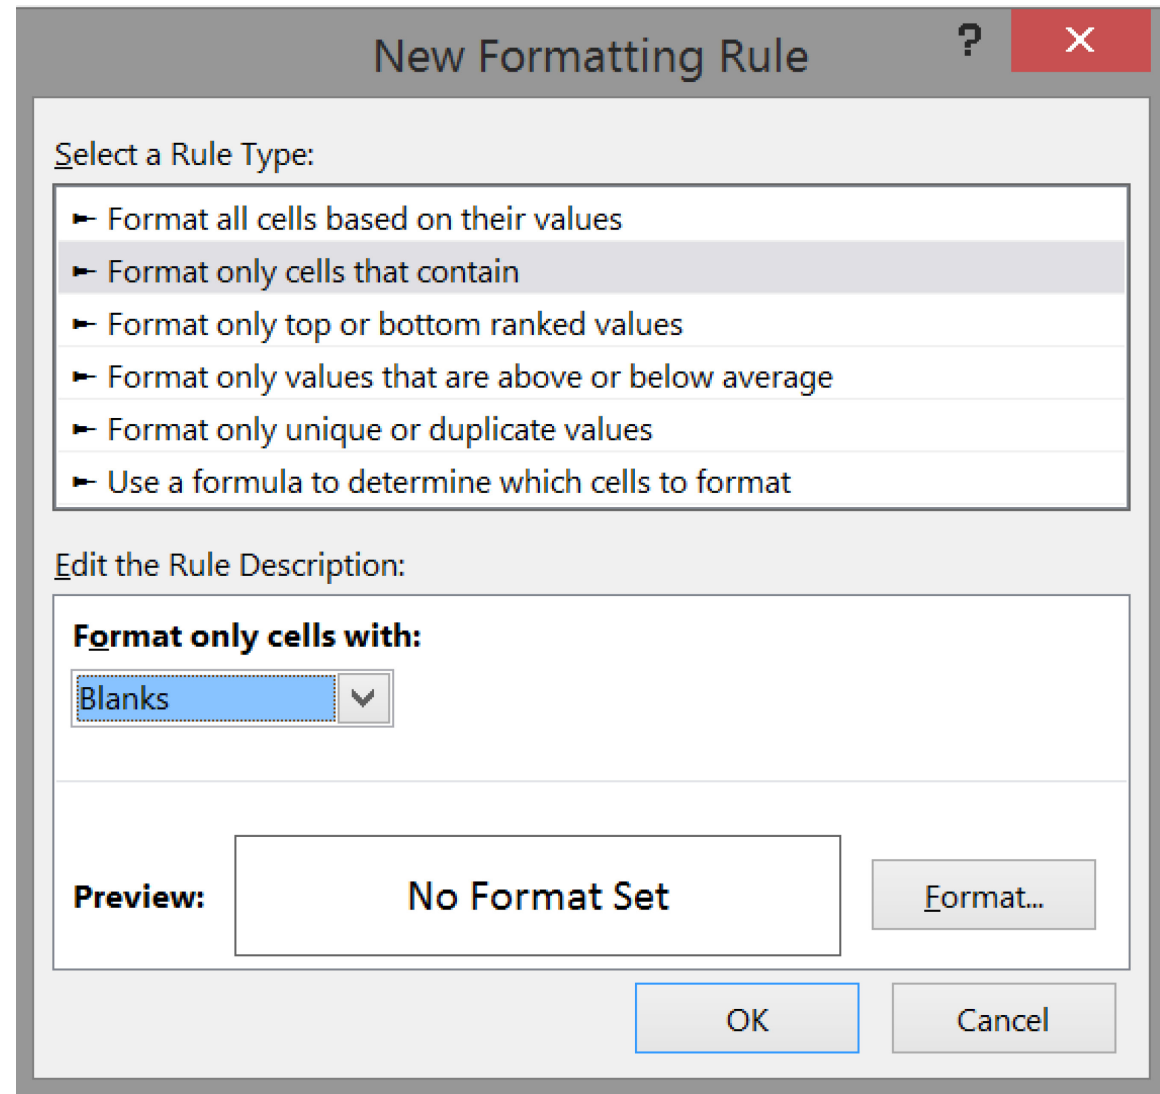 New Formatting Rule ?
Select a Rule Type:
► Format all cells based on their values
► Format only cells that contain
► Format only top or bottom ranked values
► Format only values that are above or below average
► Format only unique or duplicate values
► Use a formula to determine which cells to format
Edit the Rule Description:
Format only cells with:
Blanks
Preview: No Format Set Format...
OK Cancel